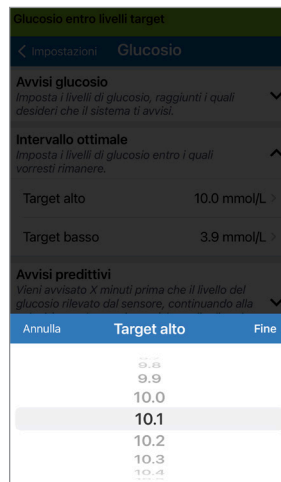 Glucosio entro livelli target
Impostazioni Glucosio
Avvisi glucosio
Imposta i livelli di glucosio, raggiunti i quali
desideri che il sistema ti avvisi.
Intervallo ottimale
Imposta i livelli di glucosio entro i quali
vorresti rimanere.
Target alto 10.0 mmol/L
Target basso 3.9 mmol/L
Avvisi predittivi
Vieni avvisato X minuti prima che il livello del
glucosio rilevato dal sensore, continuando alla
Annulla Target alto Fine
9.8
9.9
10.0
10.1
10.2
10.3
10.4